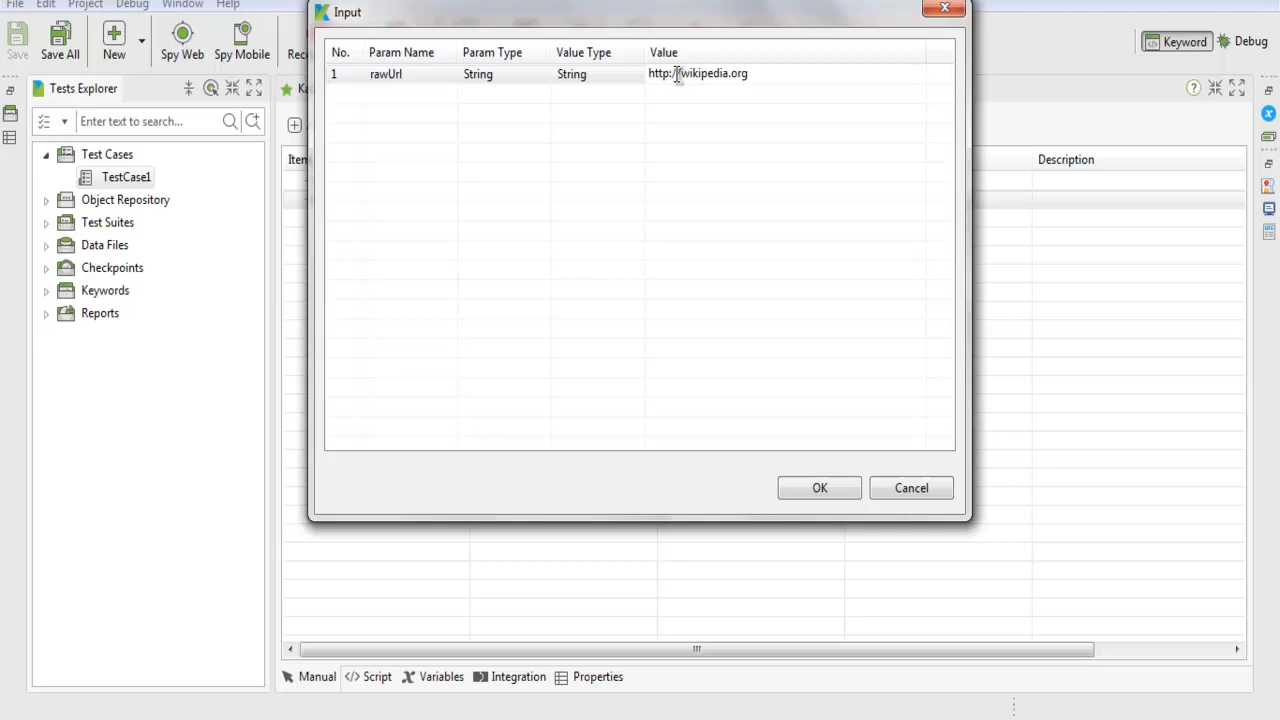 File Edit Project Debug Window Help
Input
Save Save All New Spy Web Spy Mobile Rec
Keyword Debug
No. Param Name Param Type Value Type Value
1 rawUrl String String http://wikipedia.org
Tests Explorer
Ka
Enter text to search...
Item Description
Test Cases
TestCase1
Object Repository
Test Suites
Data Files
Checkpoints
Keywords
Reports
OK Cancel
Manual Script Variables Integration Properties